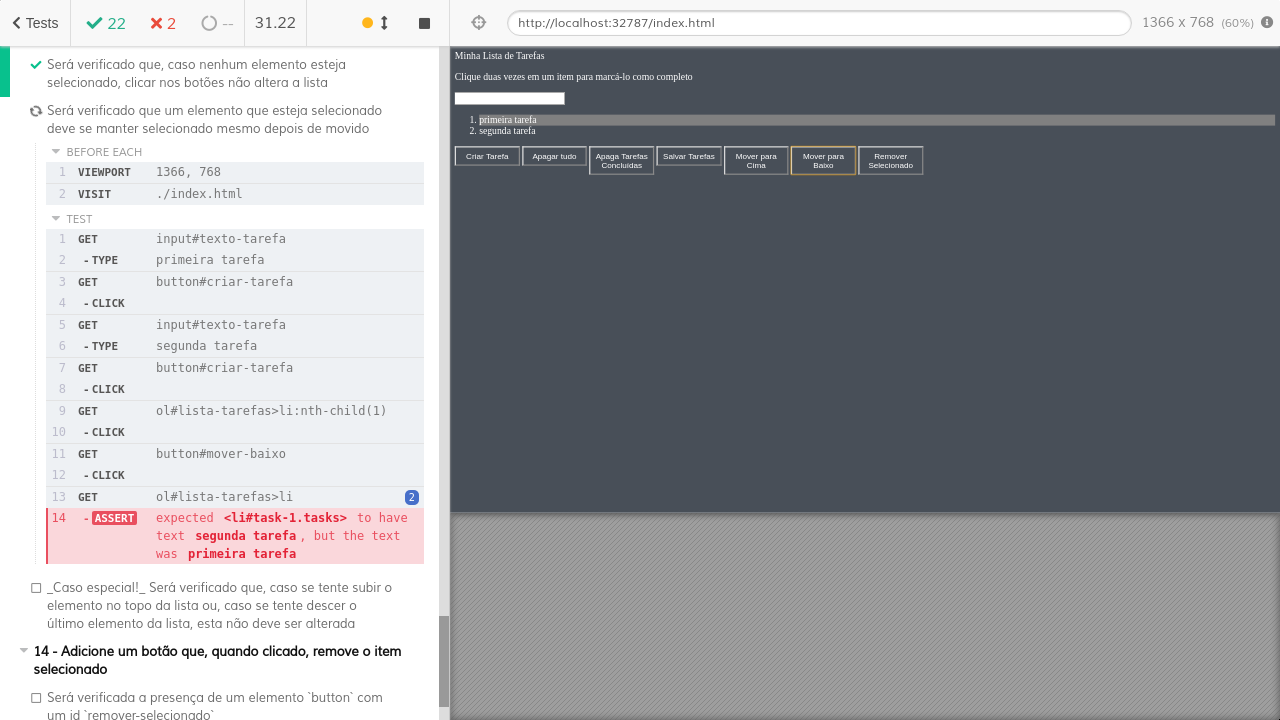 Tests
22
2
--
31.22
http://localhost:32787/index.html
1366 x 768 (60%)
Será verificado que, caso nenhum elemento esteja
selecionado, clicar nos botões não altera a lista
Será verificado que um elemento que esteja selecionado
deve se manter selecionado mesmo depois de movido
BEFORE EACH
1 VIEWPORT 1366, 768
2 VISIT ./index.html
TEST
1 GET input#texto-tarefa
2 -TYPE primeira tarefa
3 GET button#criar-tarefa
4 -CLICK
5 GET input#texto-tarefa
6 -TYPE segunda tarefa
7 GET button#criar-tarefa
8 -CLICK
9 GET ol#lista-tarefas>li:nth-child(1)
10 -CLICK
11 GET button#mover-baixo
12 -CLICK
13 GET ol#lista-tarefas>li 2
14 -ASSERT expected <li#task-1.tasks> to have
text segunda tarefa, but the text
was primeira tarefa
_Caso especial!_ Será verificado que, caso se tente subir o
elemento no topo da lista ou, caso se tente descer o
último elemento da lista, esta não deve ser alterada
14 - Adicione um botão que, quando clicado, remove o item
selecionado
Será verificada a presença de um elemento `button` com
um id `remover-selecionado`
Minha Lista de Tarefas
Clique duas vezes em um item para marcá-lo como completo
1. primeira tarefa
2. segunda tarefa
Criar Tarefa
Apagar tudo
Apaga Tarefas
Concluídas
Salvar Tarefas
Mover para
Cima
Mover para
Baixo
Remover
Selecionado